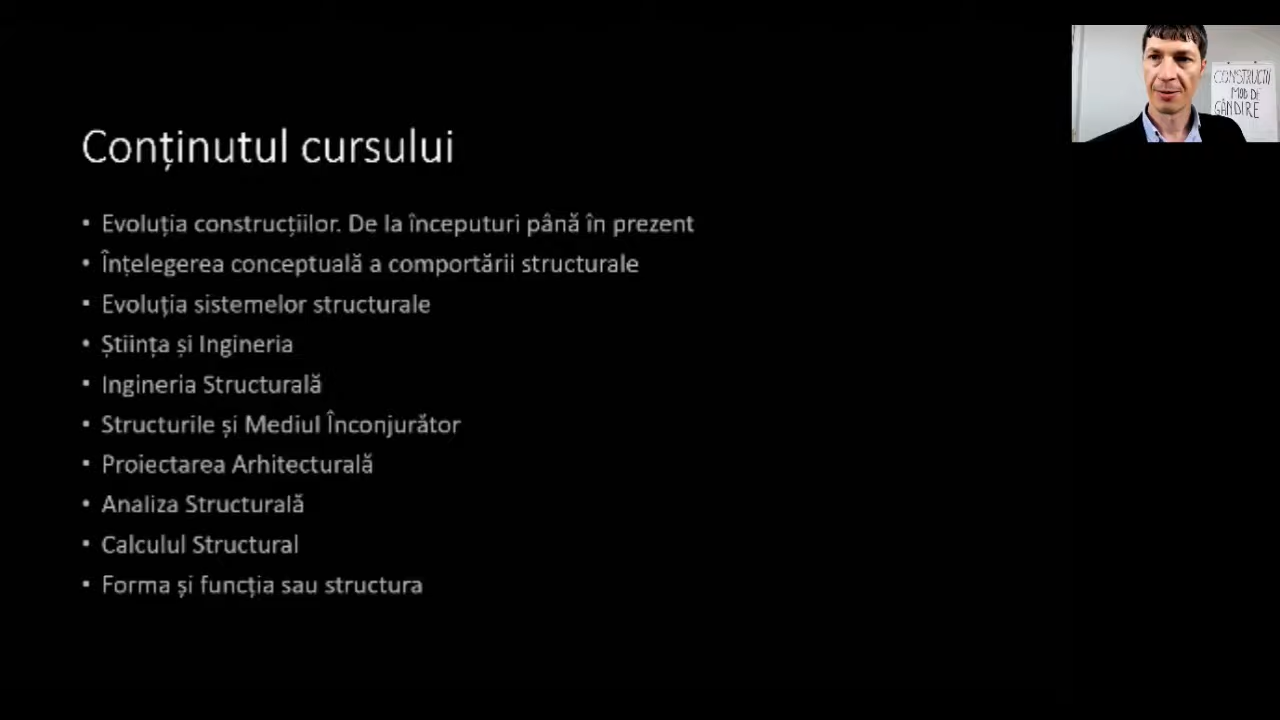 Conținutul cursului
• Evoluția construcțiilor. De la începuturi până în prezent
• Înțelegerea conceptuală a comportării structurale
• Evoluția sistemelor structurale
• Știința și Ingineria
• Ingineria Structurală
• Structurile și Mediul Înconjurător
• Proiectarea Arhitecturală
• Analiza Structurală
• Calculul Structural
• Forma și funcția sau structura
CONSTRUCȚII
MOD DE
GÂNDIRE